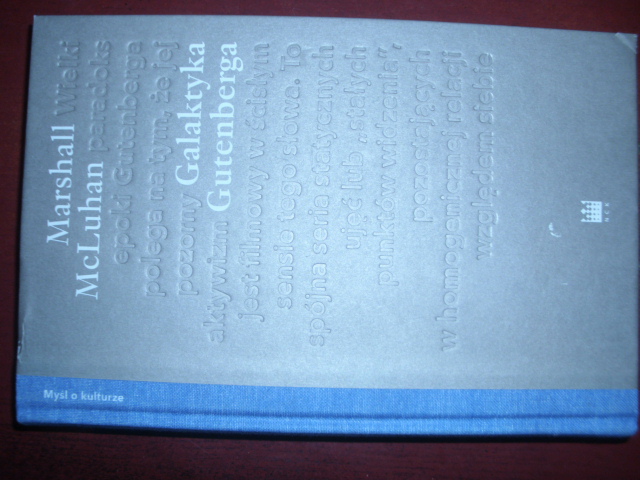 Marshall Wielki
McLuhan paradoks
epoki Gutenberga
polega na tym, że jej
pozorny Galaktyka
aktywizm Gutenberga
jest filmowy w ścisłym
sensie tego słowa. To
spójna seria statycznych
ujęć lub „stałych
punktów widzenia”,
pozostających
w homogenicznej relacji
względem siebie
NCK
Myśl o kulturze